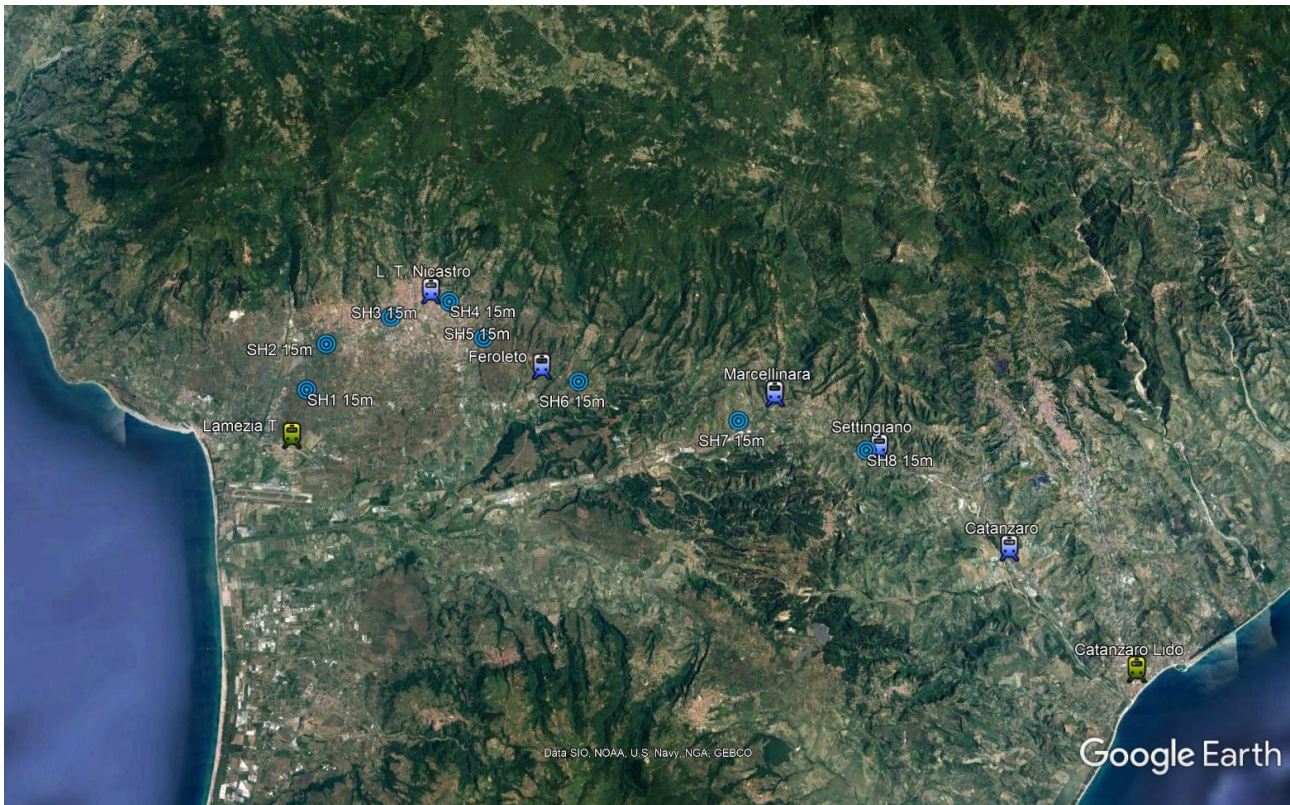 L. T. Nicastro
SH3 15m
SH4 15m
SH5 15m
SH2 15m
Feroleto
SH1 15m
SH6 15m
Marcellinara
Lamezia T
SH7 15m
Settingiano
SH8 15m
Catanzaro
Catanzaro Lido
Data SIO, NOAA, U.S. Navy, NGA, GEBCO
Google Earth